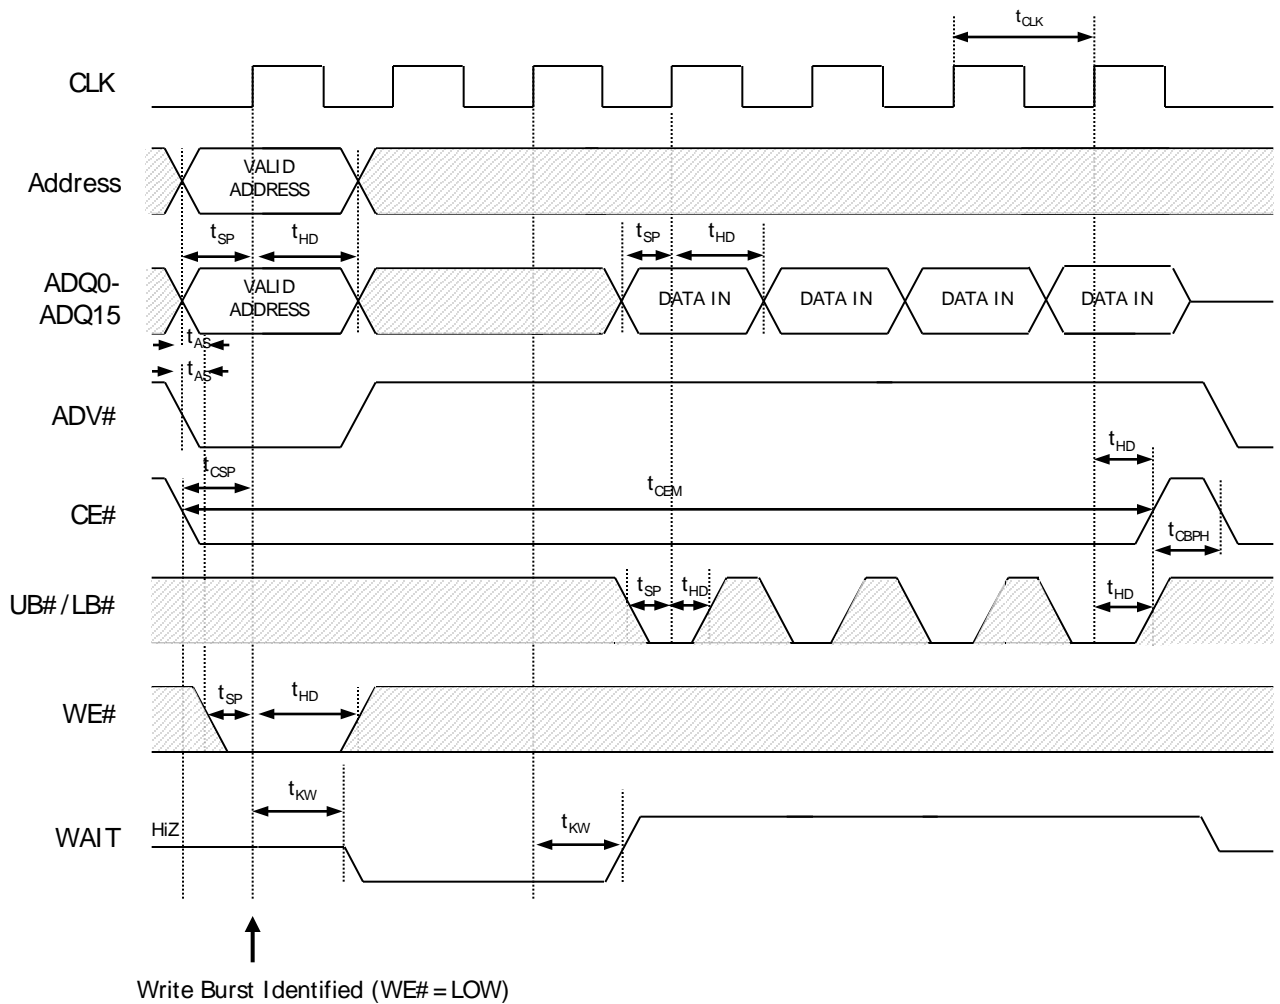 tCLK
CLK
VALID
ADDRESS
Address
tSP
tHD
tSP
tHD
ADQ0-
ADQ15
VALID
ADDRESS
DATA IN
DATA IN
DATA IN
DATA IN
tAS
tAS
ADV#
tHD
tCSP
tCEM
CE#
tCBPH
UB# / LB#
tSP
tHD
tHD
WE#
tSP
tHD
tKW
WAIT
HiZ
tKW
Write Burst Identified (WE# = LOW)